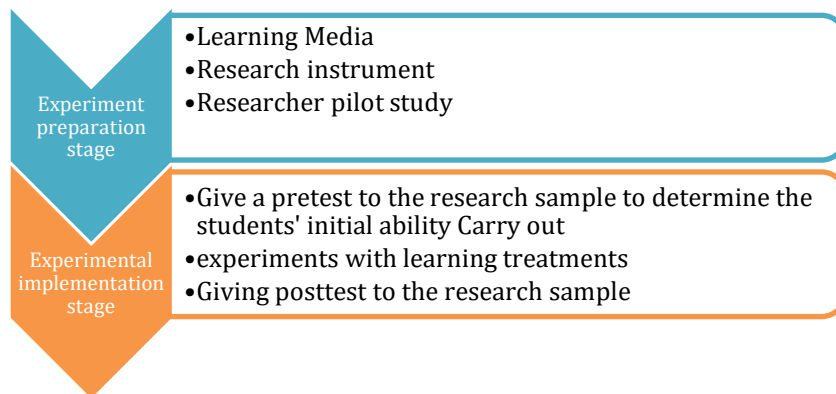 Experiment
preparation
stage
•Learning Media
•Research instrument
•Researcher pilot study
Experimental
implementation
stage
•Give a pretest to the research sample to determine the
students' initial ability Carry out
•experiments with learning treatments
•Giving posttest to the research sample